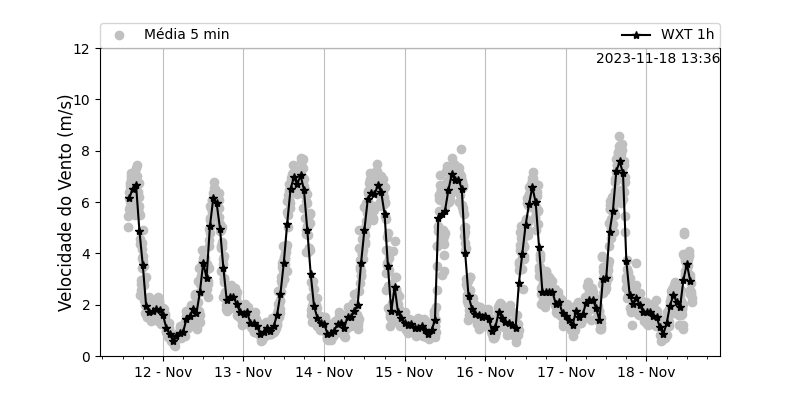 Média 5 min
WXT 1h
2023-11-18 13:36
Velocidade do Vento (m/s)
12
10
8
6
4
2
0
12 - Nov
13 - Nov
14 - Nov
15 - Nov
16 - Nov
17 - Nov
18 - Nov